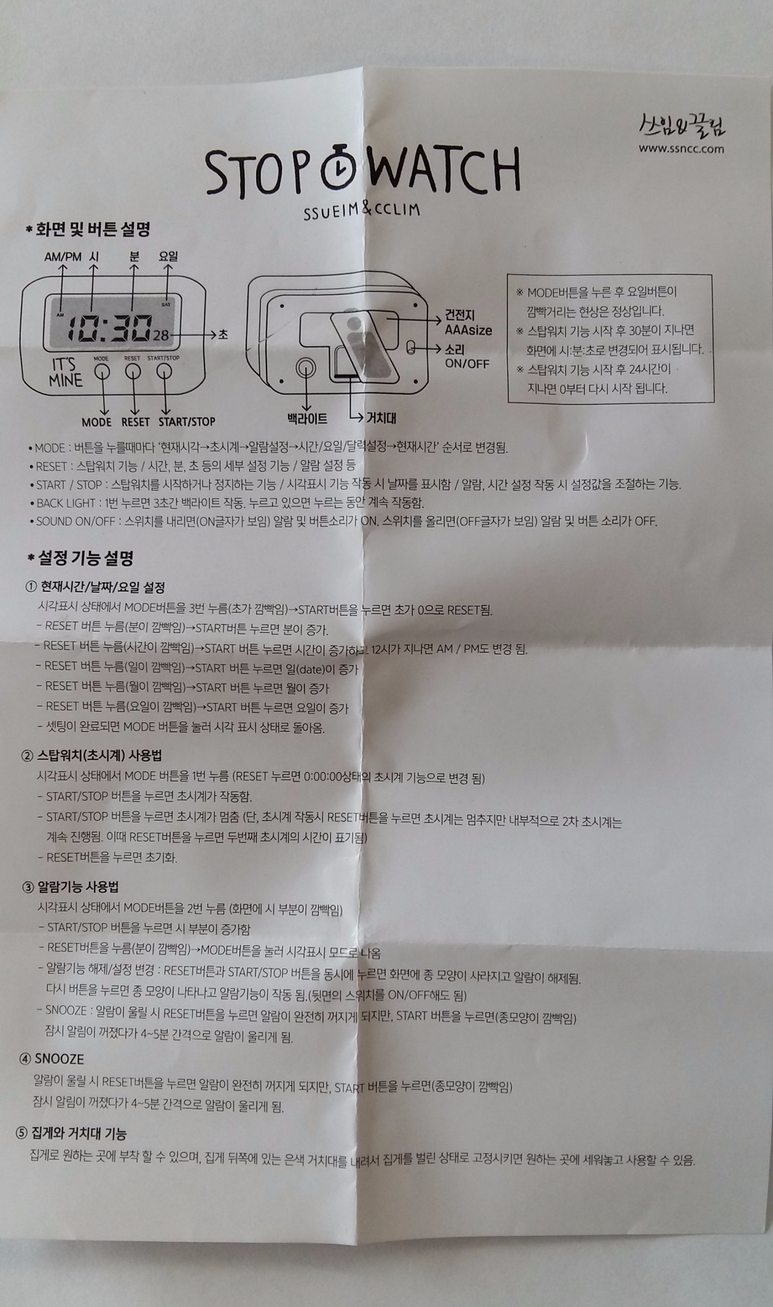 쓰임&끌림
www.ssncc.com
STOP WATCH
SSUEIM&CCLIM
* 화면 및 버튼 설명
AM/PM 시 분 요일
AM
SAT
10:30 28
초
IT'S MINE
MODE RESET START/STOP
MODE RESET START/STOP
건전지
AAAsize
소리
ON/OFF
백라이트
거치대
※ MODE버튼을 누른 후 요일버튼이
깜빡거리는 현상은 정상입니다.
※ 스탑워치 기능 시작 후 30분이 지나면
화면에 시:분:초로 변경되어 표시됩니다.
※ 스탑워치 기능 시작 후 24시간이
지나면 0부터 다시 시작 됩니다.
• MODE : 버튼을 누를때마다 '현재시각→초시계→알람설정→시간/요일/달력설정→현재시간' 순서로 변경됨.
• RESET : 스탑워치 기능 / 시간, 분, 초 등의 세부 설정 기능 / 알람 설정 등
• START / STOP : 스탑워치를 시작하거나 정지하는 기능 / 시각표시 기능 작동 시 날짜를 표시함 / 알람, 시간 설정 작동 시 설정값을 조절하는 기능.
• BACK LIGHT : 1번 누르면 3초간 백라이트 작동. 누르고 있으면 누르는 동안 계속 작동함.
• SOUND ON/OFF : 스위치를 내리면(ON글자가 보임) 알람 및 버튼소리가 ON, 스위치를 올리면(OFF글자가 보임) 알람 및 버튼 소리가 OFF.
* 설정 기능 설명
① 현재시간/날짜/요일 설정
시각표시 상태에서 MODE버튼을 3번 누름(초가 깜빡임)→START버튼을 누르면 초가 0으로 RESET됨.
- RESET 버튼 누름(분이 깜빡임)→START버튼 누르면 분이 증가.
- RESET 버튼 누름(시간이 깜빡임)→START 버튼 누르면 시간이 증가하고 12시가 지나면 AM / PM도 변경 됨.
- RESET 버튼 누름(일이 깜빡임)→START 버튼 누르면 일(date)이 증가
- RESET 버튼 누름(월이 깜빡임)→START 버튼 누르면 월이 증가
- RESET 버튼 누름(요일이 깜빡임)→START 버튼 누르면 요일이 증가
- 셋팅이 완료되면 MODE 버튼을 눌러 시각 표시 상태로 돌아옴.
② 스탑워치(초시계) 사용법
시각표시 상태에서 MODE 버튼을 1번 누름 (RESET 누르면 0:00:00상태의 초시계 기능으로 변경 됨)
- START/STOP 버튼을 누르면 초시계가 작동함.
- START/STOP 버튼을 누르면 초시계가 멈춤 (단, 초시계 작동시 RESET버튼을 누르면 초시계는 멈추지만 내부적으로 2차 초시계는
계속 진행됨. 이때 RESET버튼을 누르면 두번째 초시계의 시간이 표기됨)
- RESET버튼을 누르면 초기화.
③ 알람기능 사용법
시각표시 상태에서 MODE버튼을 2번 누름 (화면에 시 부분이 깜빡임)
- START/STOP 버튼을 누르면 시 부분이 증가함
- RESET버튼을 누름(분이 깜빡임)→MODE버튼을 눌러 시각표시 모드로 나옴
- 알람기능 해제/설정 변경 : RESET버튼과 START/STOP 버튼을 동시에 누르면 화면에 종 모양이 사라지고 알람이 해제됨.
다시 버튼을 누르면 종 모양이 나타나고 알람기능이 작동 됨.(뒷면의 스위치를 ON/OFF해도 됨)
- SNOOZE : 알람이 울릴 시 RESET버튼을 누르면 알람이 완전히 꺼지게 되지만, START 버튼을 누르면(종모양이 깜빡임)
잠시 알림이 꺼졌다가 4~5분 간격으로 알람이 울리게 됨.
④ SNOOZE
알람이 울릴 시 RESET버튼을 누르면 알람이 완전히 꺼지게 되지만, START 버튼을 누르면(종모양이 깜빡임)
잠시 알림이 꺼졌다가 4~5분 간격으로 알람이 울리게 됨.
⑤ 집게와 거치대 기능
집게로 원하는 곳에 부착 할 수 있으며, 집게 뒤쪽에 있는 은색 거치대를 내려서 집게를 벌린 상태로 고정시키면 원하는 곳에 세워놓고 사용할 수 있음.